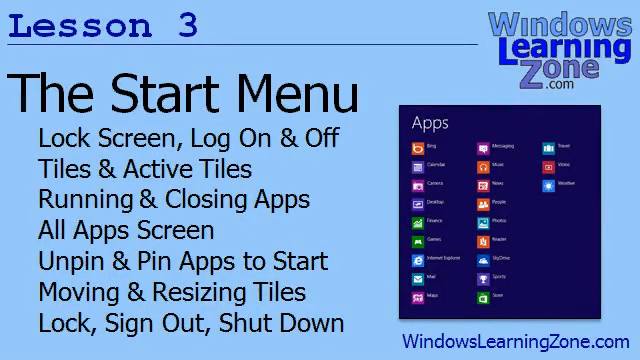 Lesson 3
Windows
Learning
Zone
.com
The Start Menu
Lock Screen, Log On & Off
Tiles & Active Tiles
Running & Closing Apps
All Apps Screen
Unpin & Pin Apps to Start
Moving & Resizing Tiles
Lock, Sign Out, Shut Down
Apps
Bing
Calendar
Camera
Desktop
Finance
Games
Internet Explorer
Mail
Maps
Messaging
Music
News
People
Photos
Reader
SkyDrive
Sports
Store
Travel
Video
Weather
WindowsLearningZone.com